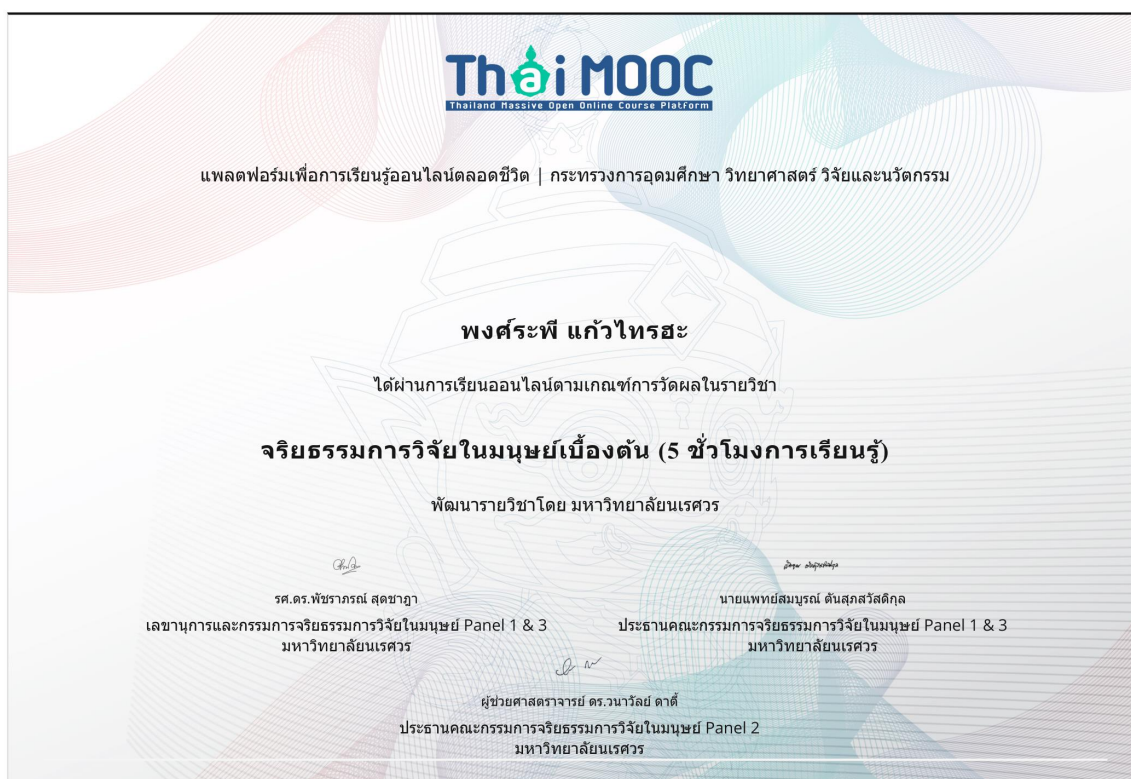 Thai MOOC
Thailand Massive Open Online Course Platform
แพลตฟอร์มเพื่อการเรียนรู้ออนไลน์ตลอดชีวิต | กระทรวงการอุดมศึกษา วิทยาศาสตร์ วิจัยและนวัตกรรม
พงศ์ระพี แก้วไทรฮะ
ได้ผ่านการเรียนออนไลน์ตามเกณฑ์การวัดผลในรายวิชา
จริยธรรมการวิจัยในมนุษย์เบื้องต้น (5 ชั่วโมงการเรียนรู้)
พัฒนารายวิชาโดย มหาวิทยาลัยนเรศวร
รศ.ดร.พัชราภรณ์ สุดชาฎา
เลขานุการและกรรมการจริยธรรมการวิจัยในมนุษย์ Panel 1 & 3
มหาวิทยาลัยนเรศวร
นายแพทย์สมบูรณ์ ตันสุภสวัสดิกุล
ประธานคณะกรรมการจริยธรรมการวิจัยในมนุษย์ Panel 1 & 3
มหาวิทยาลัยนเรศวร
ผู้ช่วยศาสตราจารย์ ดร.วนาวัลย์ ดาตี้
ประธานคณะกรรมการจริยธรรมการวิจัยในมนุษย์ Panel 2
มหาวิทยาลัยนเรศวร